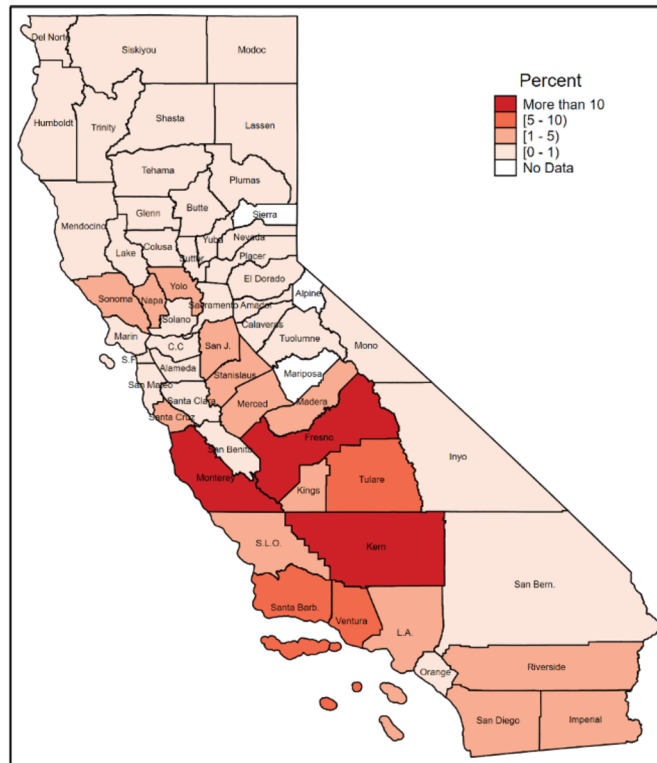 Del Norte
Siskiyou
Modoc
Percent
More than 10
[5 - 10)
[1 - 5)
[0 - 1)
No Data
Humboldt
Trinity
Shasta
Lassen
Tehama
Plumas
Mendocino
Glenn
Butte
Sierra
Lake
Colusa
Sutter
Yuba
Nevada
Placer
El Dorado
Sonoma
Napa
Yolo
Sacramento
Amador
Alpine
Solano
Calaveras
Marin
C.C
San J.
Tuolumne
Mono
S.F.
Alameda
Stanislaus
Mariposa
San Mateo
Santa Clara
Merced
Madera
Santa Cruz
Fresno
San Benito
Inyo
Monterey
Kings
Tulare
S.L.O.
Kern
San Bern.
Santa Barb.
Ventura
L.A.
Orange
Riverside
San Diego
Imperial